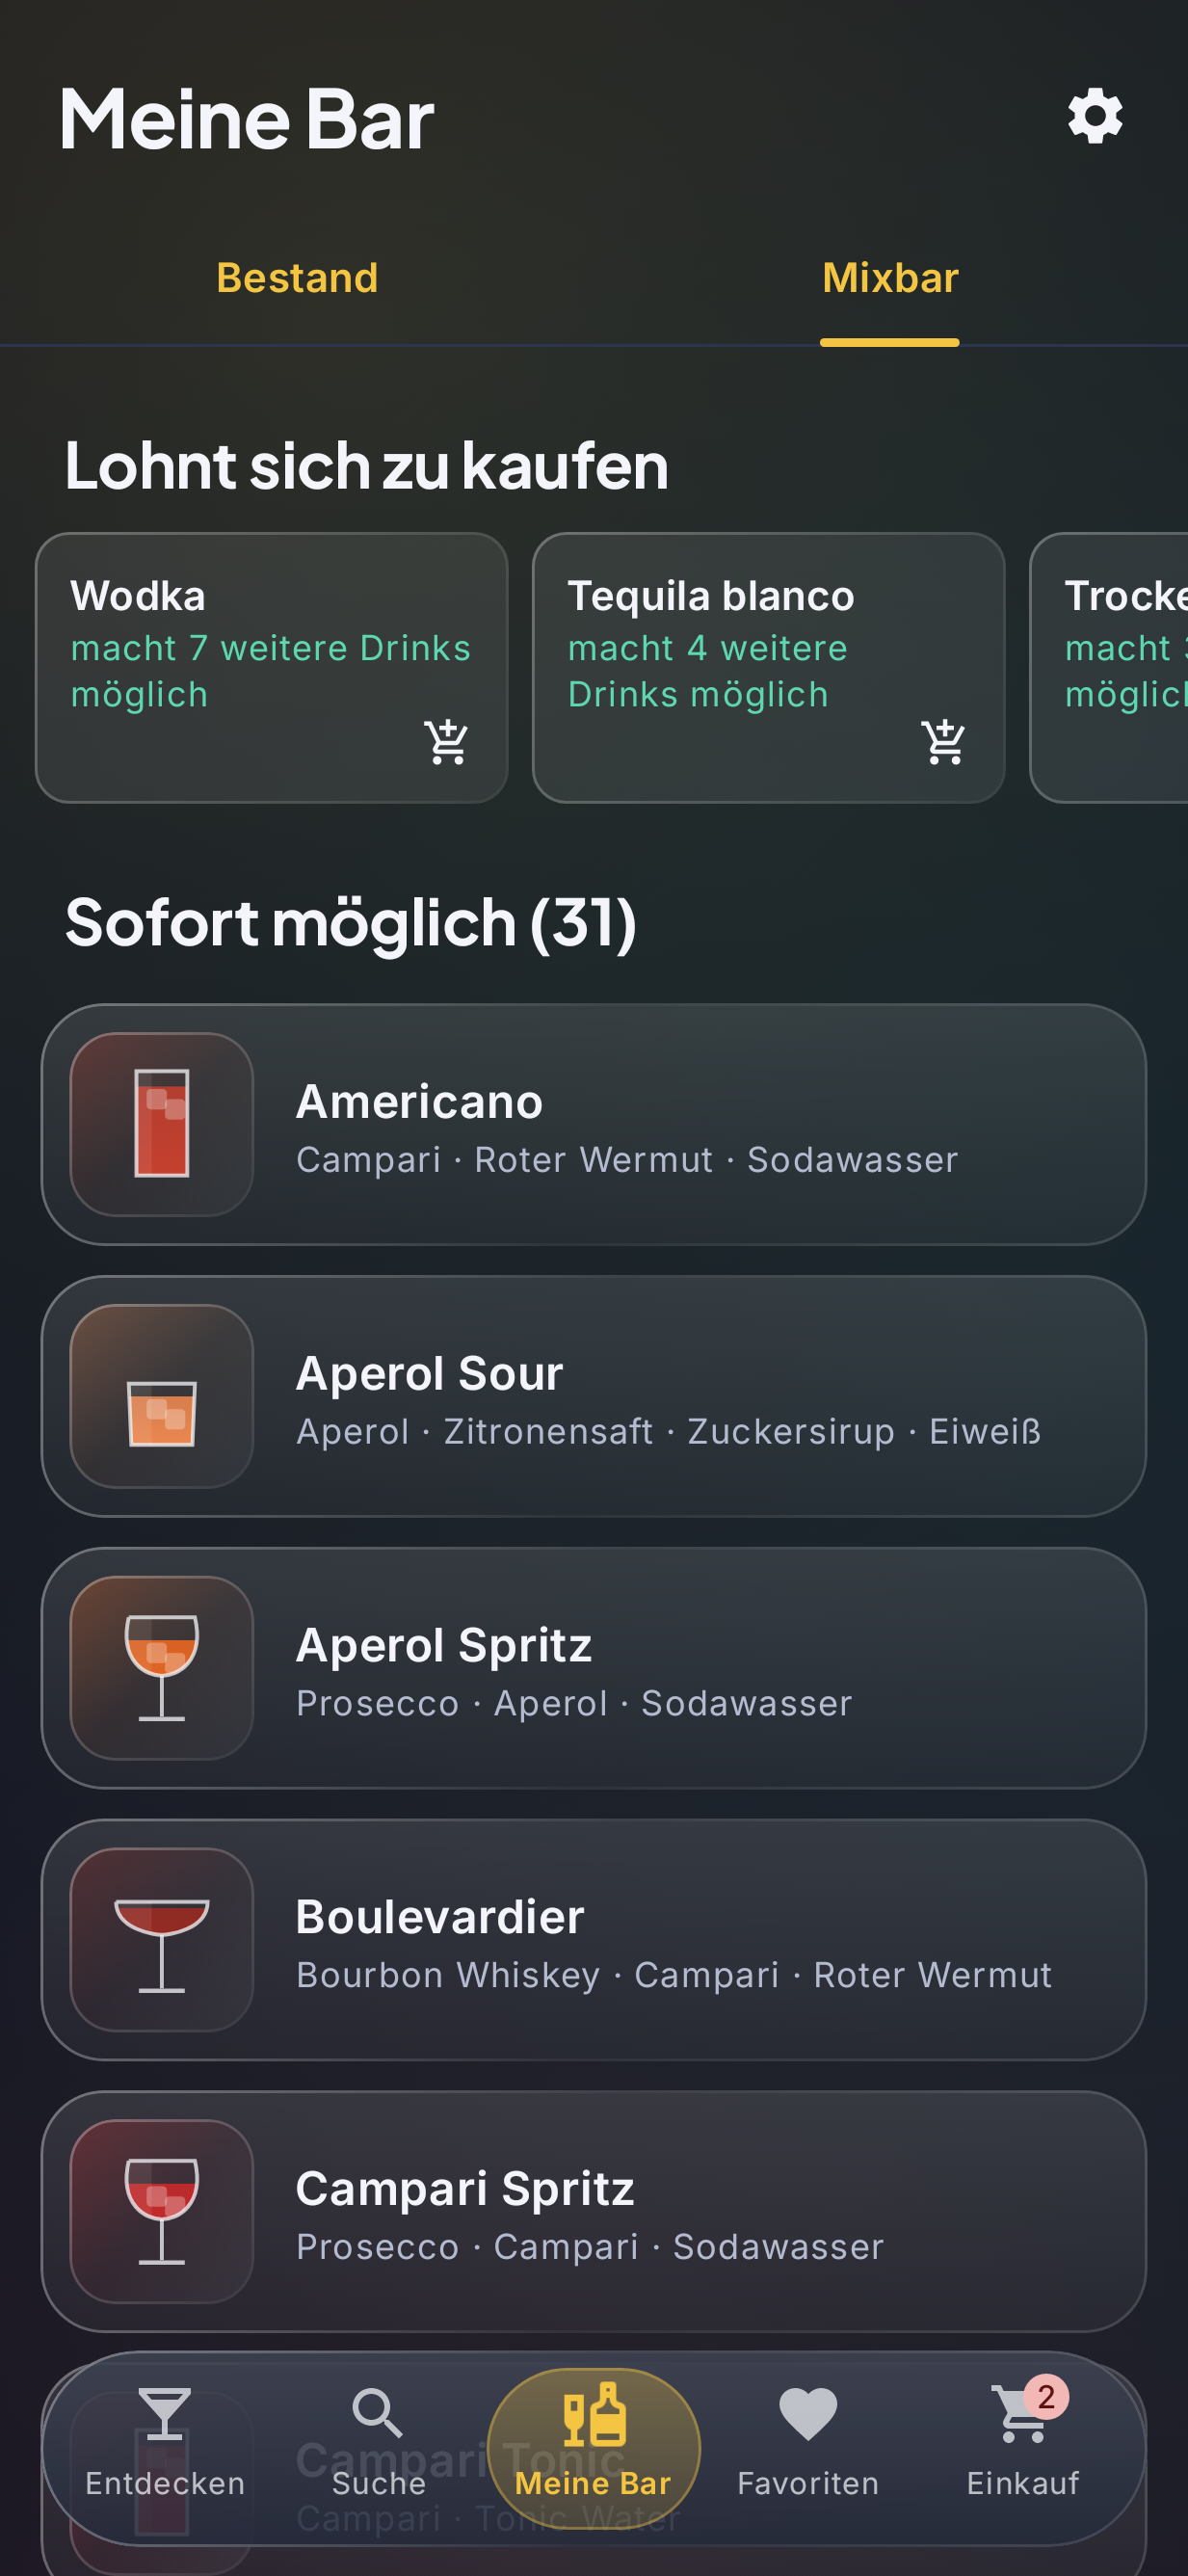 Meine Bar
Bestand
Mixbar
Lohnt sich zu kaufen
Wodka
macht 7 weitere Drinks
möglich
Tequila blanco
macht 4 weitere
Drinks möglich
macht
Sofort möglich (31)
Americano
Campari · Roter Wermut · Sodawasser
Aperol Sour
Aperol · Zitronensaft · Zuckersirup · Eiweiß
Aperol Spritz
Prosecco · Aperol · Sodawasser
Boulevardier
Bourbon Whiskey · Campari · Roter Wermut
Campari Spritz
Prosecco · Campari · Sodawasser
Campari Tonic
Campari · Tonic Water
2
Entdecken
Suche
Meine Bar
Favoriten
Einkauf